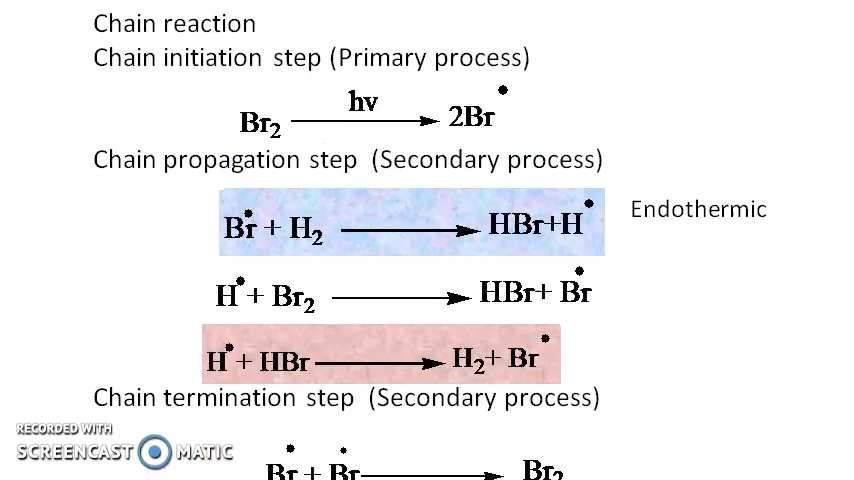 Chain reaction
Chain initiation step (Primary process)
Br₂ hν → 2Br•
Chain propagation step (Secondary process)
Br• + H₂ → HBr+H• Endothermic
H•+ Br₂ → HBr+ Br•
H•+ HBr → H₂+ Br•
Chain termination step (Secondary process)
RECORDED WITH
SCREENCAST MATIC
Br• + Br• → Br₂